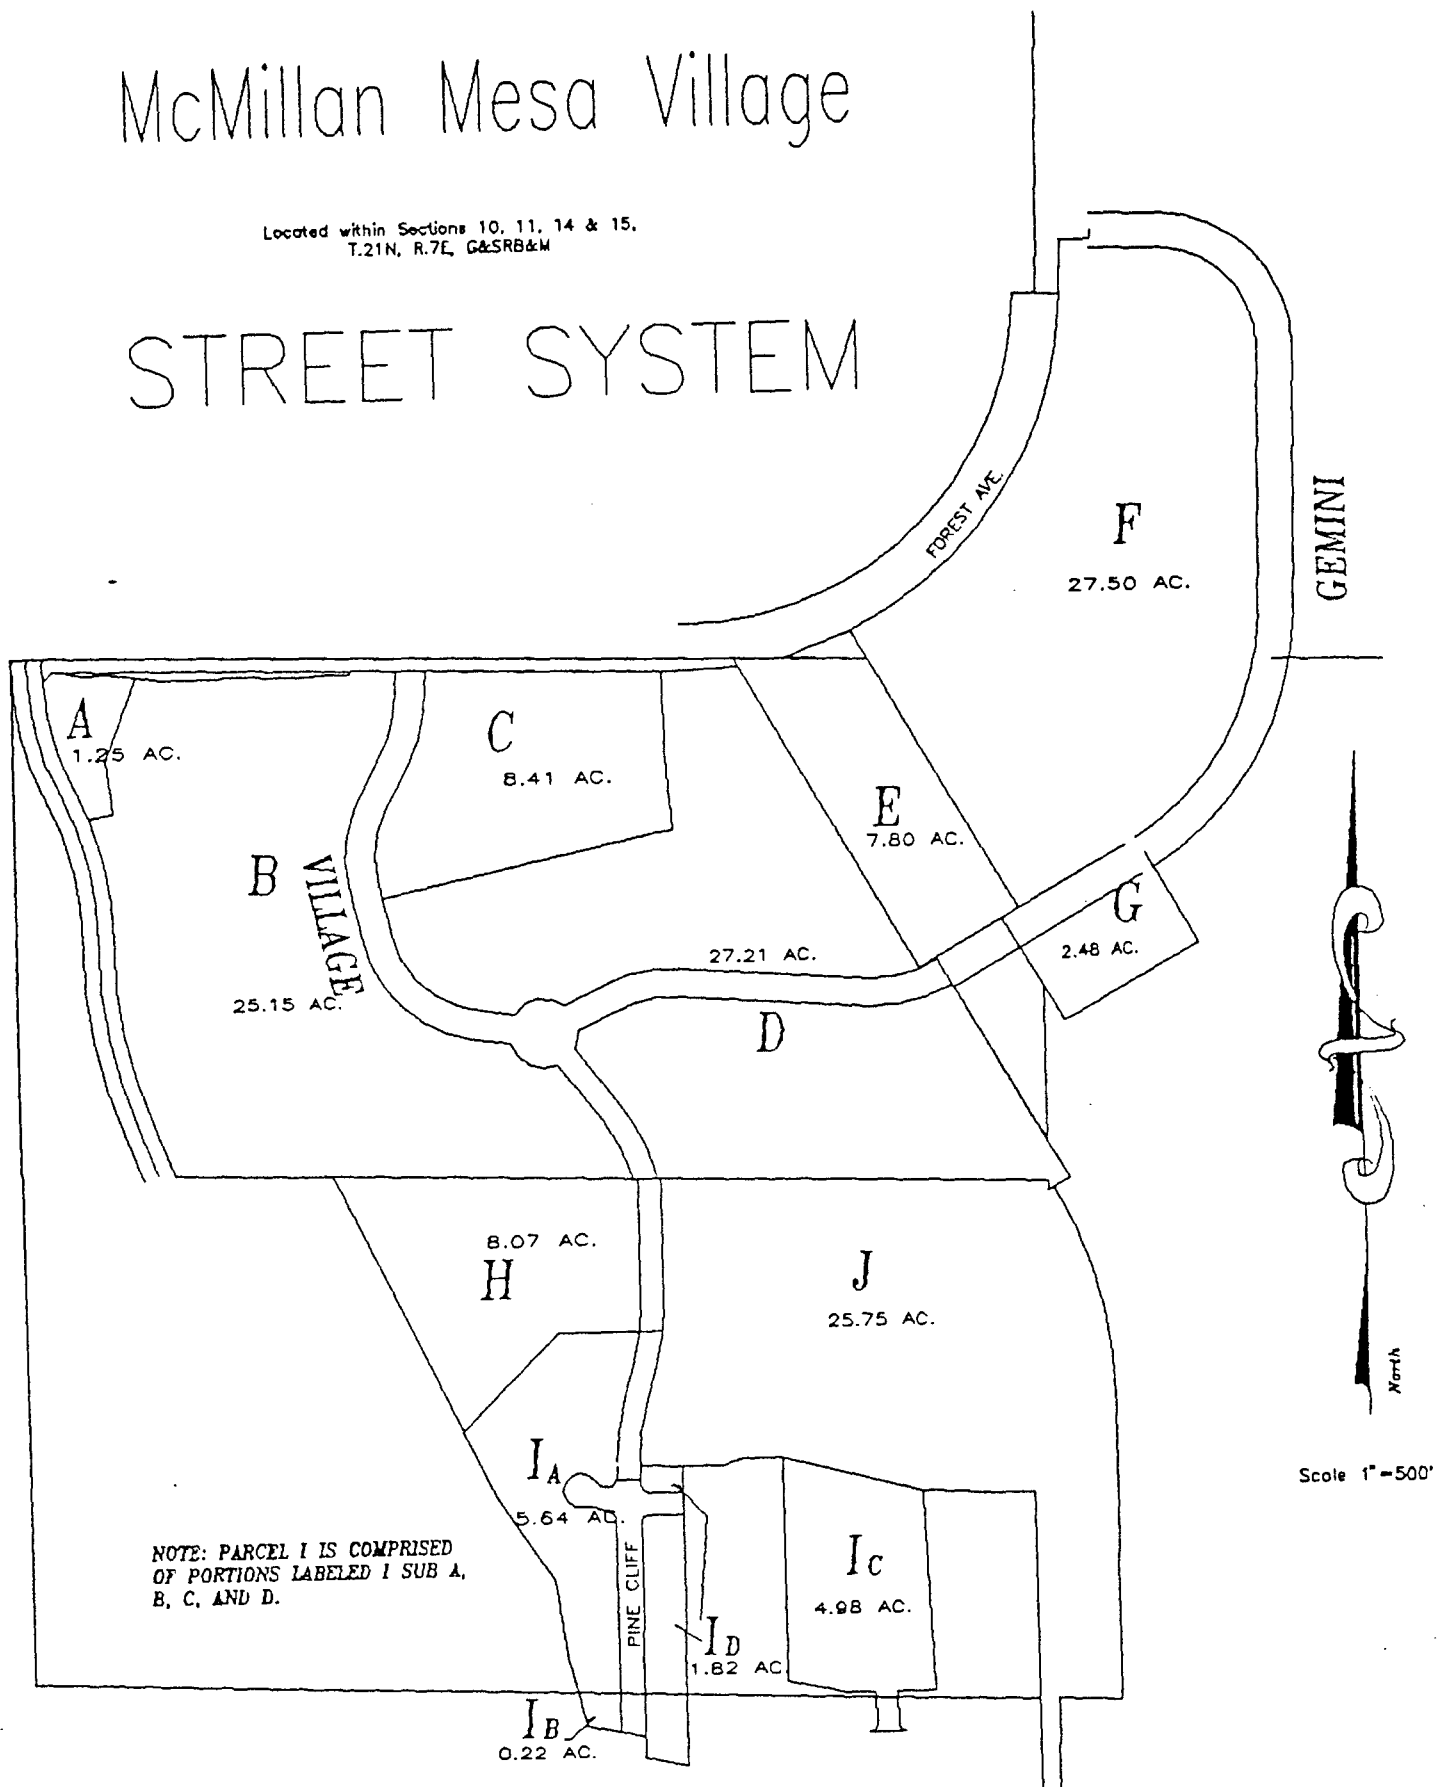 McMillan Mesa Village
Located within Sections 10, 11, 14 & 15,
T.21N, R.7E, G&SRB&M
STREET SYSTEM
FOREST AVE.
F
27.50 AC.
GEMINI
A
1.25 AC.
C
8.41 AC.
E
7.80 AC.
B
VILLAGE
25.15 AC.
G
2.48 AC.
27.21 AC.
D
8.07 AC.
H
J
25.75 AC.
North
Scale 1"=500'
IA
5.64 AC.
NOTE: PARCEL I IS COMPRISED
OF PORTIONS LABELED I SUB A,
B, C, AND D.
PINE CLIFF
IC
4.98 AC.
ID
1.82 AC
IB
0.22 AC.